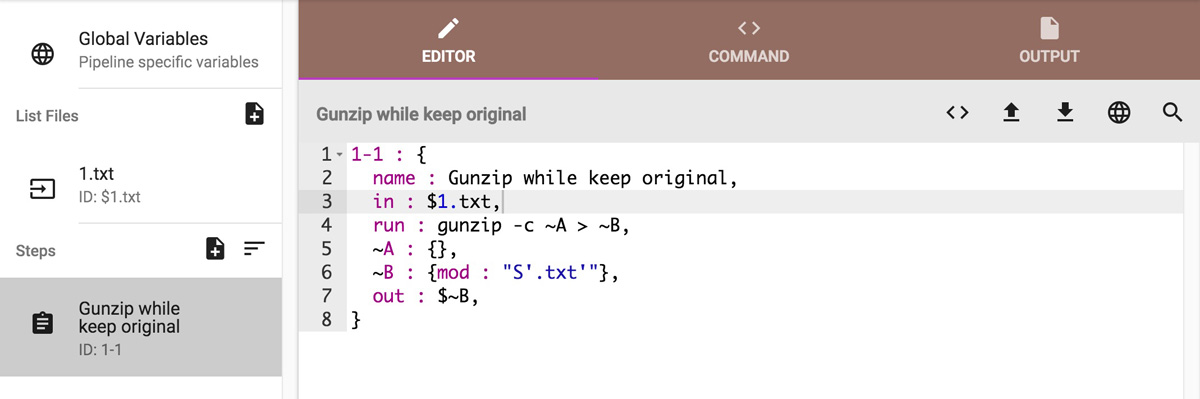 Global Variables
Pipeline specific variables
List Files
1.txt
ID: $1.txt
Steps
Gunzip while
keep original
ID: 1-1
EDITOR
COMMAND
OUTPUT
Gunzip while keep original
1 1-1 : {
2 name : Gunzip while keep original,
3 in : $1.txt,
4 run : gunzip -c ~A > ~B,
5 ~A : {},
6 ~B : {mod : "S'.txt'"},
7 out : $~B,
8 }